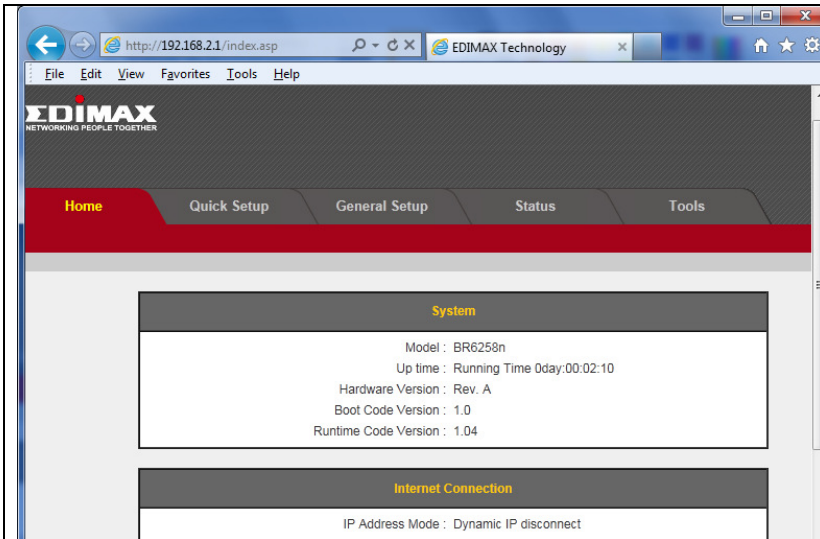 http://192.168.2.1/index.asp
EDIMAX Technology
File Edit View Favorites Tools Help
EDIMAX
NETWORKING PEOPLE TOGETHER
Home Quick Setup General Setup Status Tools
System
Model : BR6258n
Up time : Running Time 0day:00:02:10
Hardware Version : Rev. A
Boot Code Version : 1.0
Runtime Code Version : 1.04
Internet Connection
IP Address Mode : Dynamic IP disconnect